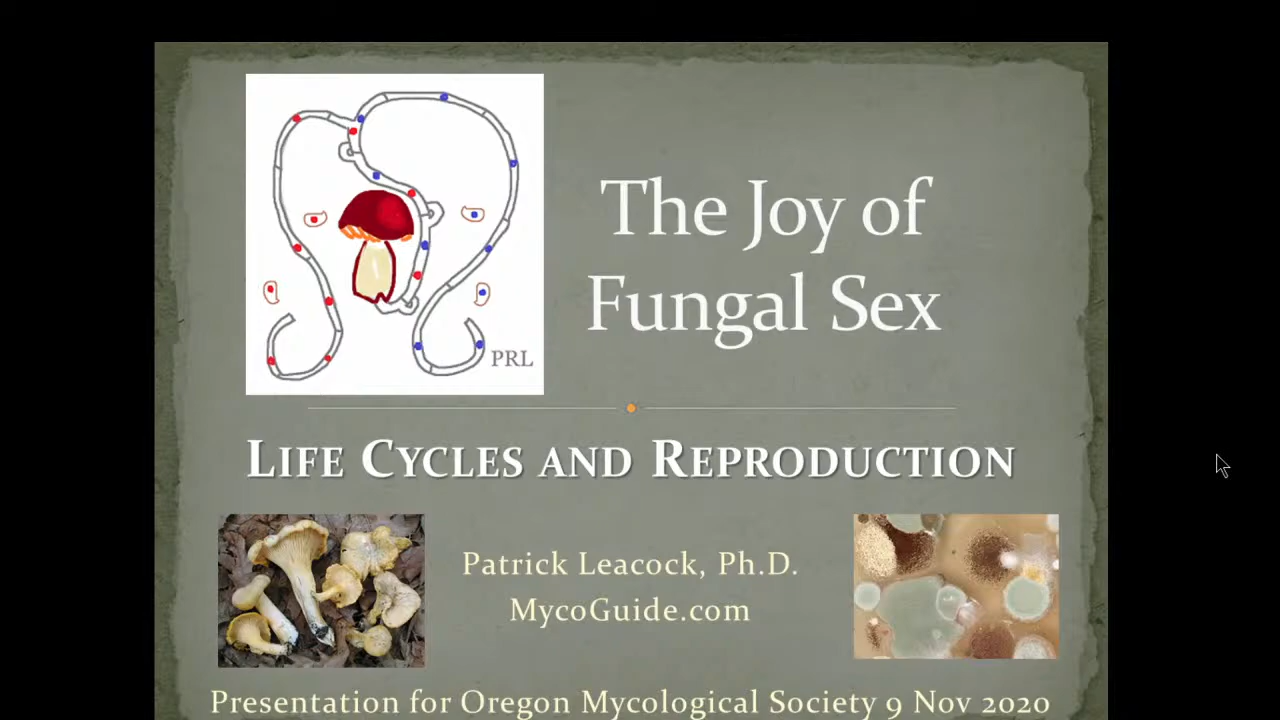 The Joy of
Fungal Sex
PRL
LIFE CYCLES AND REPRODUCTION
Patrick Leacock, Ph.D.
MycoGuide.com
Presentation for Oregon Mycological Society 9 Nov 2020